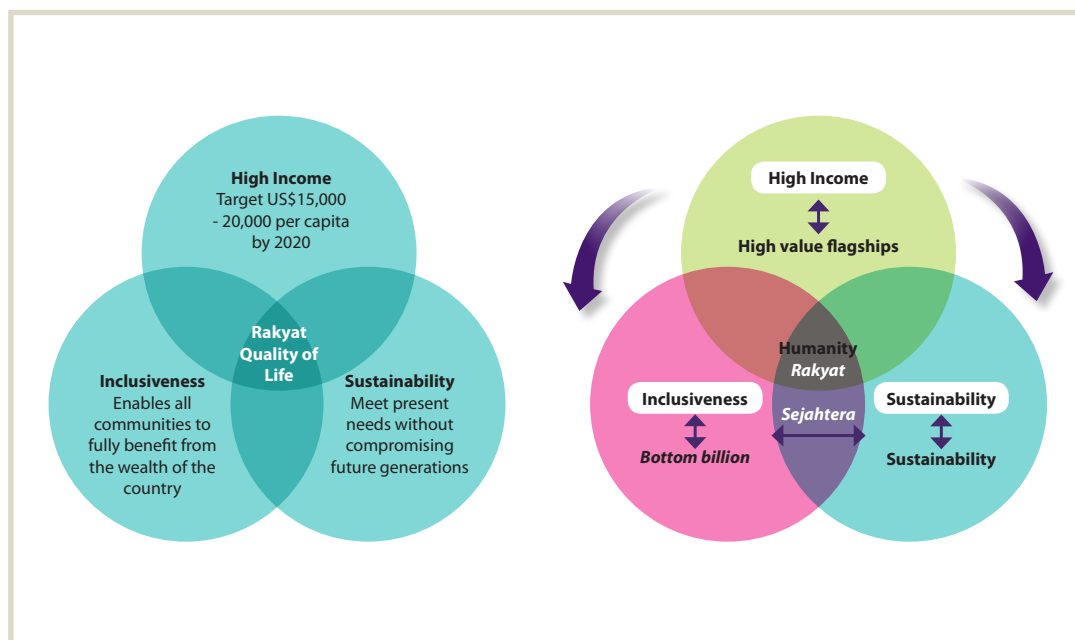 High Income
Target US$15,000
- 20,000 per capita
by 2020
Rakyat
Quality of
Life
Inclusiveness
Enables all
communities to
fully benefit from
the wealth of the
country
Sustainability
Meet present
needs without
compromising
future generations
High Income
High value flagships
Humanity
Rakyat
Sejahtera
Inclusiveness
Bottom billion
Sustainability
Sustainability